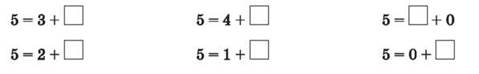 5 = 3 + □ 5 = 4 + □ 5 = □ + 0
5 = 2 + □ 5 = 1 + □ 5 = 0 + □